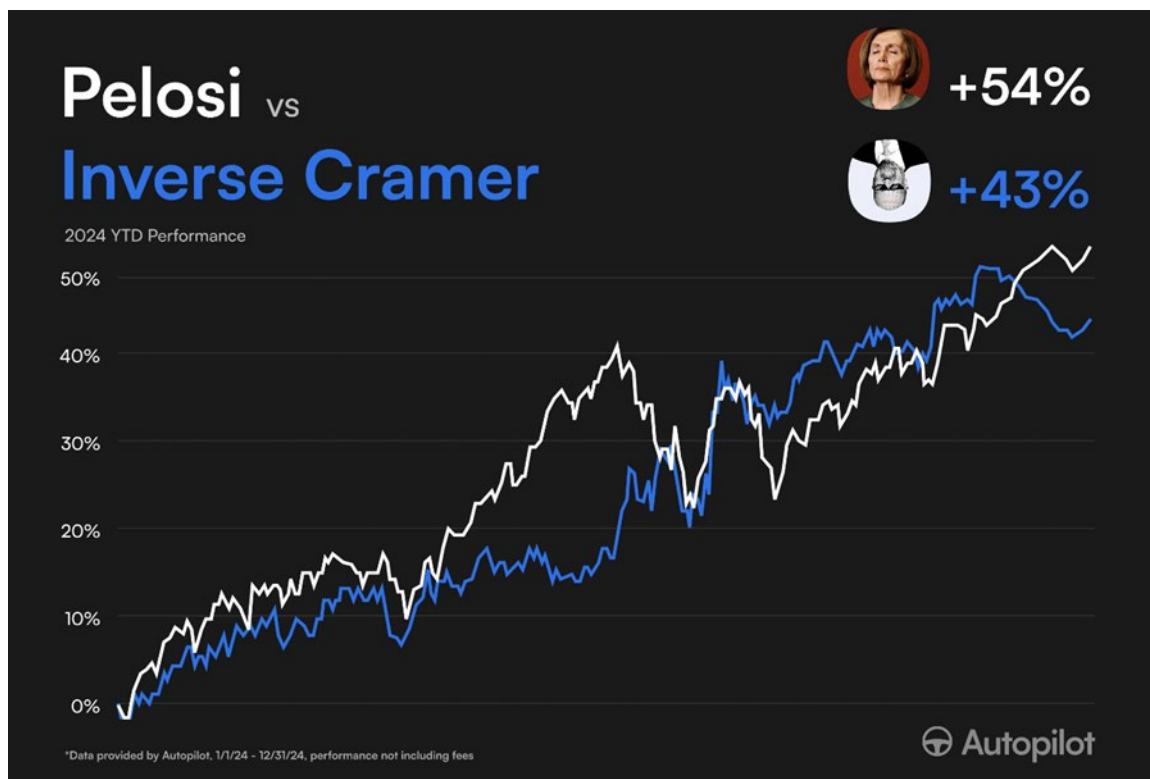 Pelosi vs
+54%
Inverse Cramer
+43%
2024 YTD Performance
50%
40%
30%
20%
10%
0%
*Data provided by Autopilot, 1/1/24 - 12/31/24, performance not including fees
Autopilot